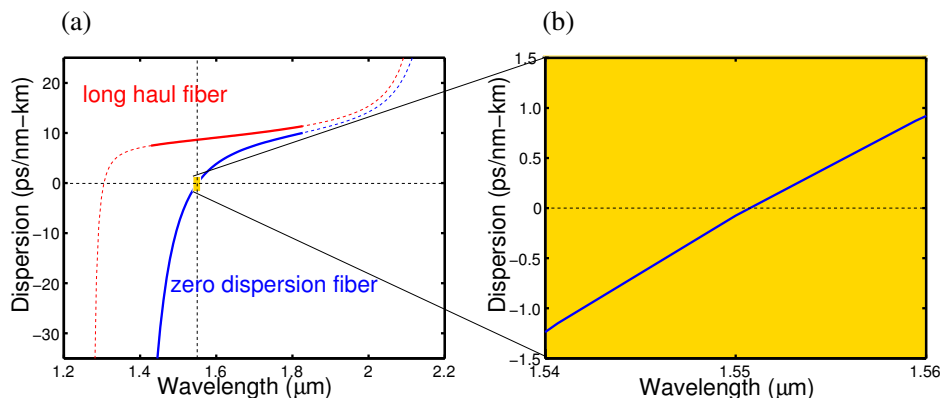 (a)
(b)
20
10
0
−10
−20
−30
1.2
1.4
1.6
1.8
2
2.2
Dispersion (ps/nm−km)
Wavelength (μm)
long haul fiber
zero dispersion fiber
1.5
1.0
0.5
0
−0.5
−1.0
−1.5
1.54
1.55
1.56
Dispersion (ps/nm−km)
Wavelength (μm)